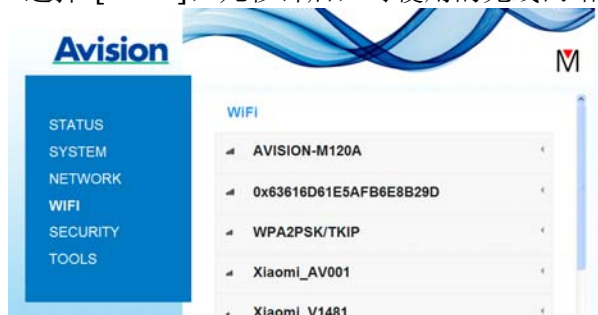 Avision
M
STATUS
SYSTEM
NETWORK
WIFI
SECURITY
TOOLS
WiFi
AVISION-M120A
0x63616D61E5AFB6E8B29D
WPA2PSK/TKIP
Xiaomi_AV001
Xiaomi_V1481